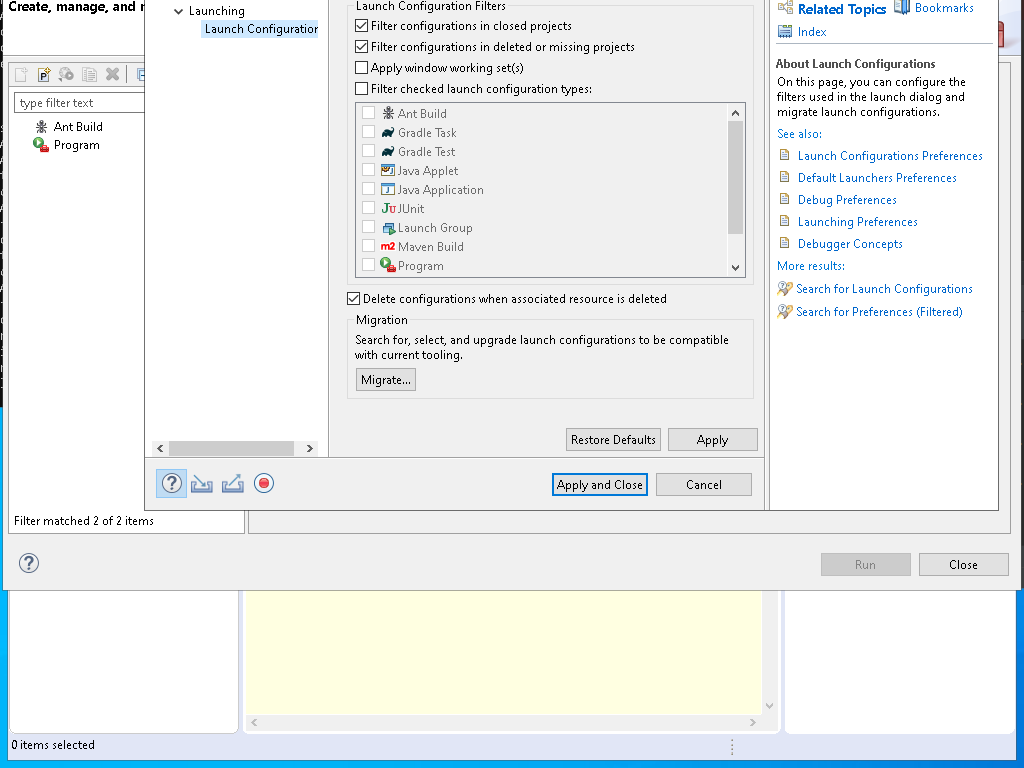 Create, manage, and r
type filter text
Ant Build
Program
Filter matched 2 of 2 items
Launching
Launch Configuration
Launch Configuration Filters
Filter configurations in closed projects
Filter configurations in deleted or missing projects
Apply window working set(s)
Filter checked launch configuration types:
Ant Build
Gradle Task
Gradle Test
Java Applet
Java Application
JUnit
Launch Group
Maven Build
Program
Delete configurations when associated resource is deleted
Migration
Search for, select, and upgrade launch configurations to be compatible
with current tooling.
Migrate...
Restore Defaults
Apply
Apply and Close
Cancel
Related Topics
Bookmarks
Index
About Launch Configurations
On this page, you can configure the
filters used in the launch dialog and
migrate launch configurations.
See also:
Launch Configurations Preferences
Default Launchers Preferences
Debug Preferences
Launching Preferences
Debugger Concepts
More results:
Search for Launch Configurations
Search for Preferences (Filtered)
Run
Close
0 items selected